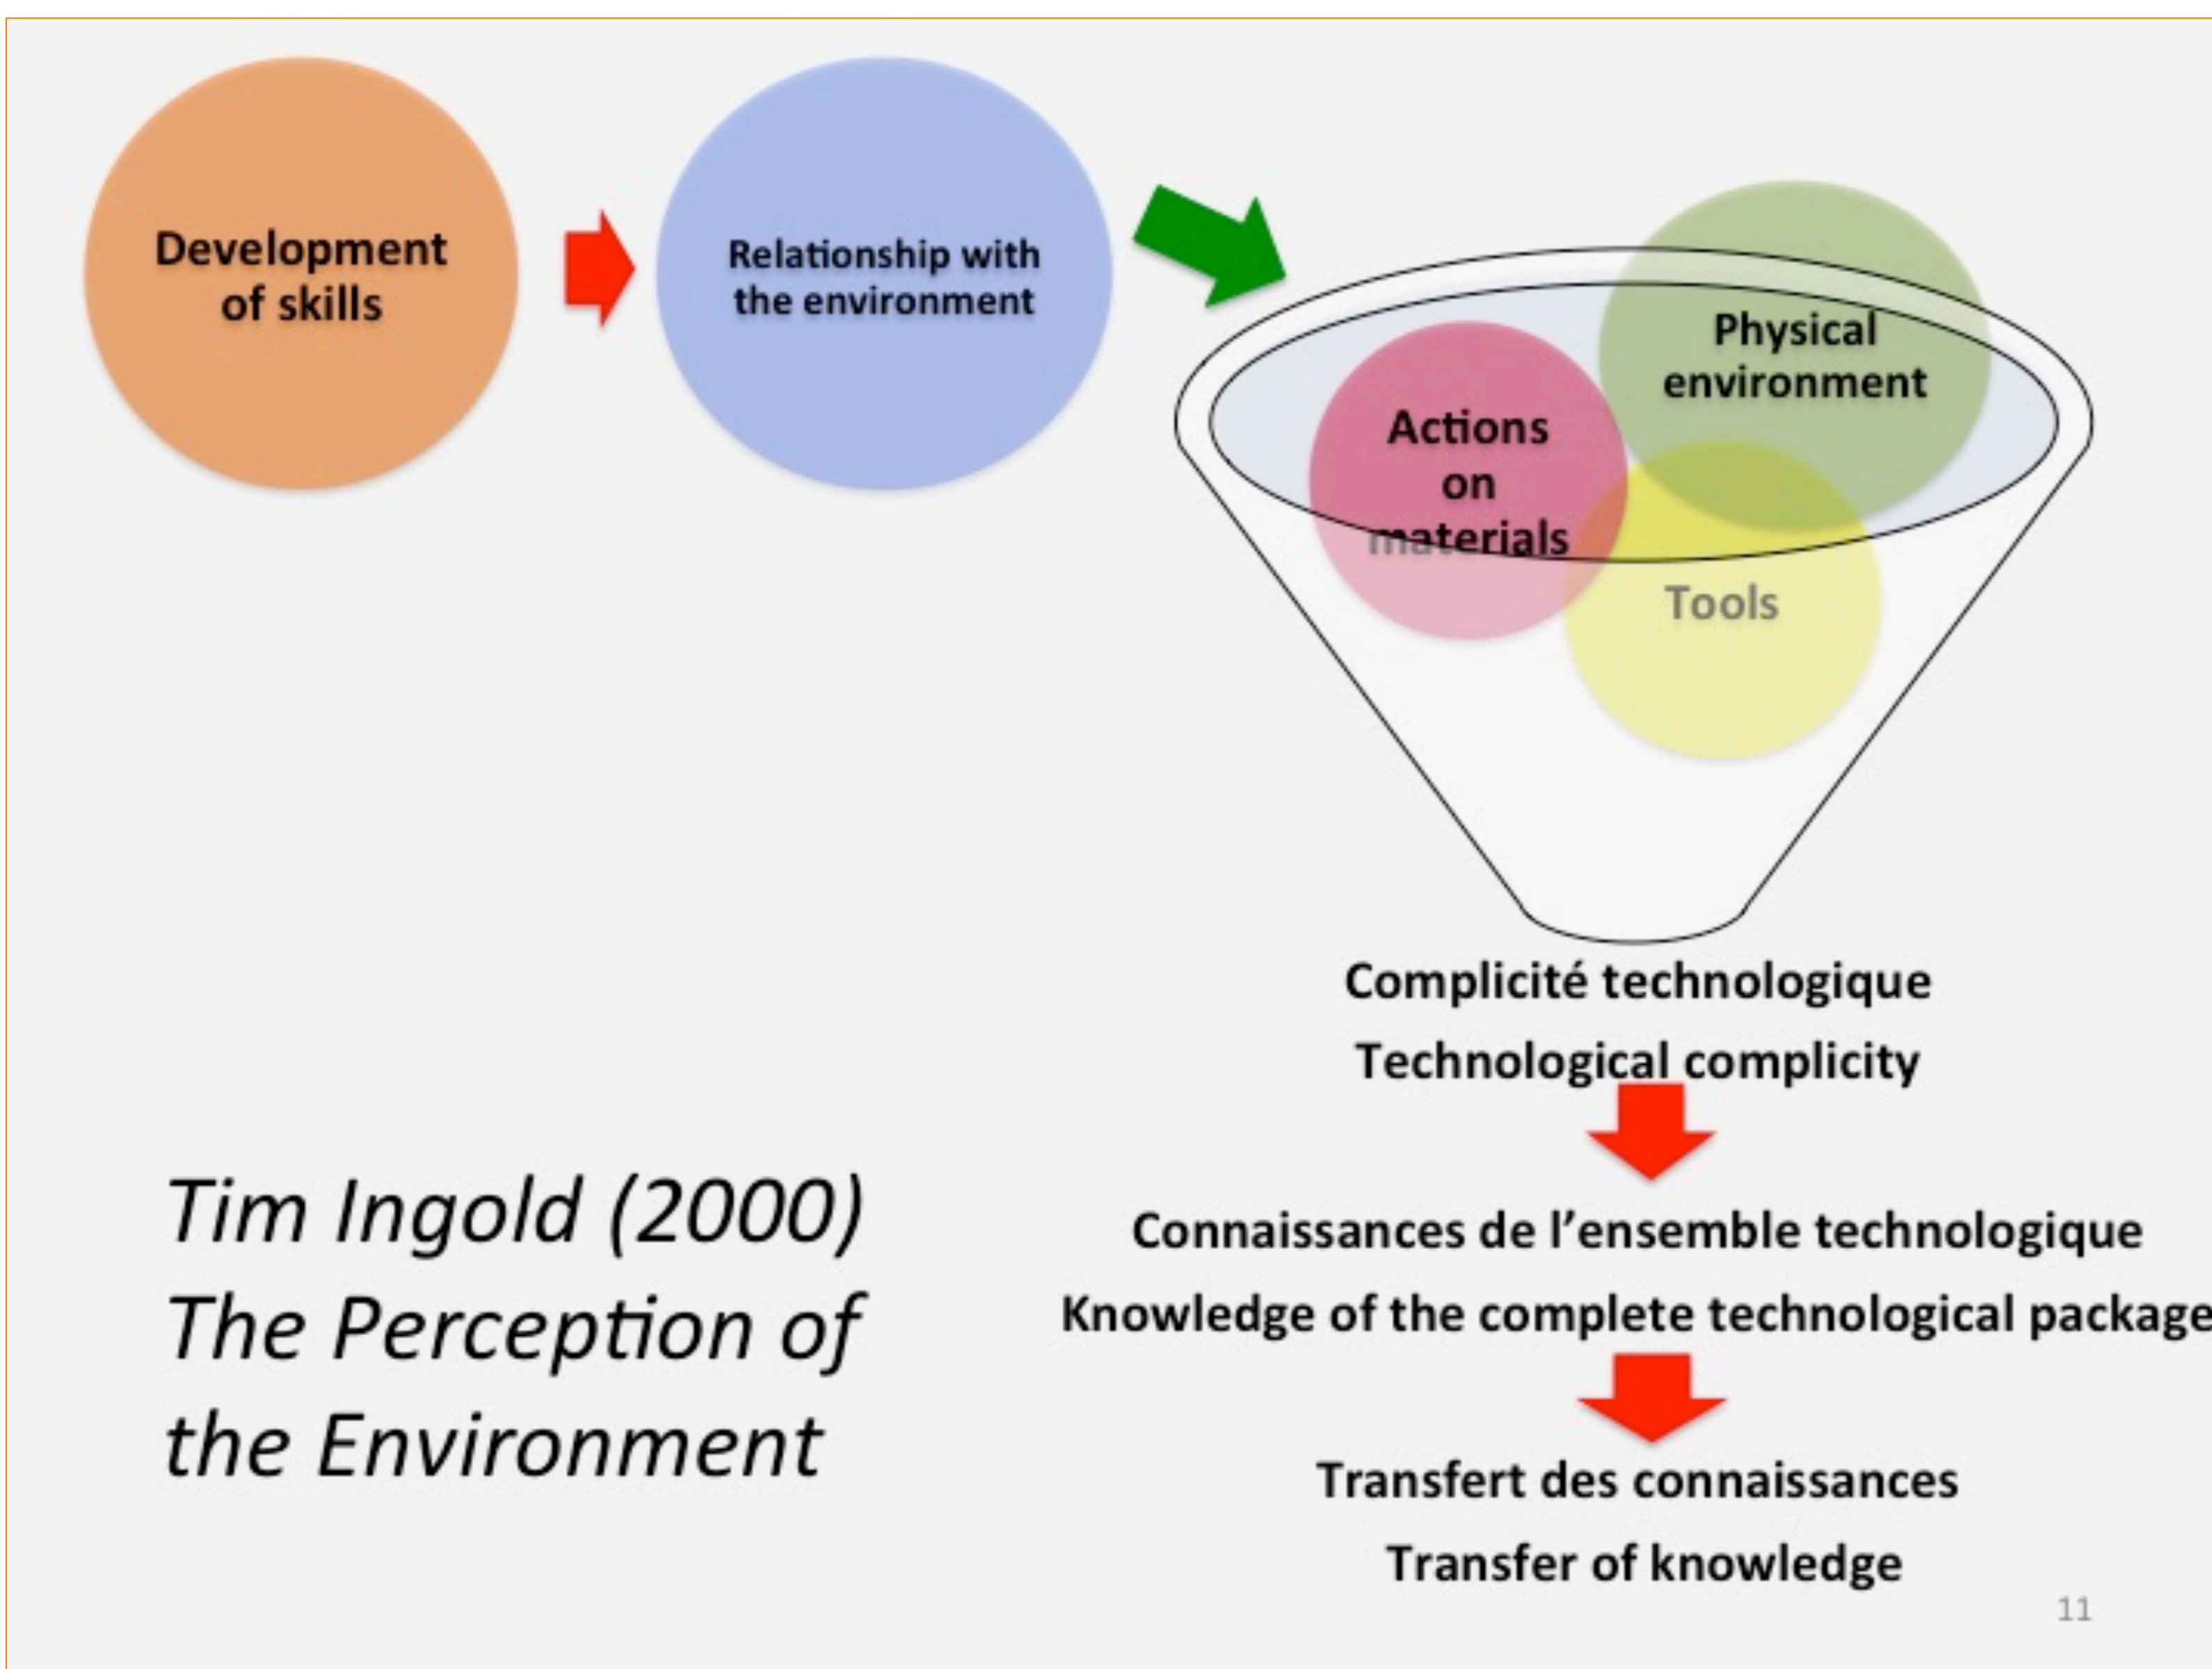 Development
of skills
Relationship with
the environment
Physical
environment
Actions
on
materials
Tools
Complicité technologique
Technological complicity
Connaissances de l’ensemble technologique
Knowledge of the complete technological package
Transfert des connaissances
Transfer of knowledge
Tim Ingold (2000)
The Perception of
the Environment
11